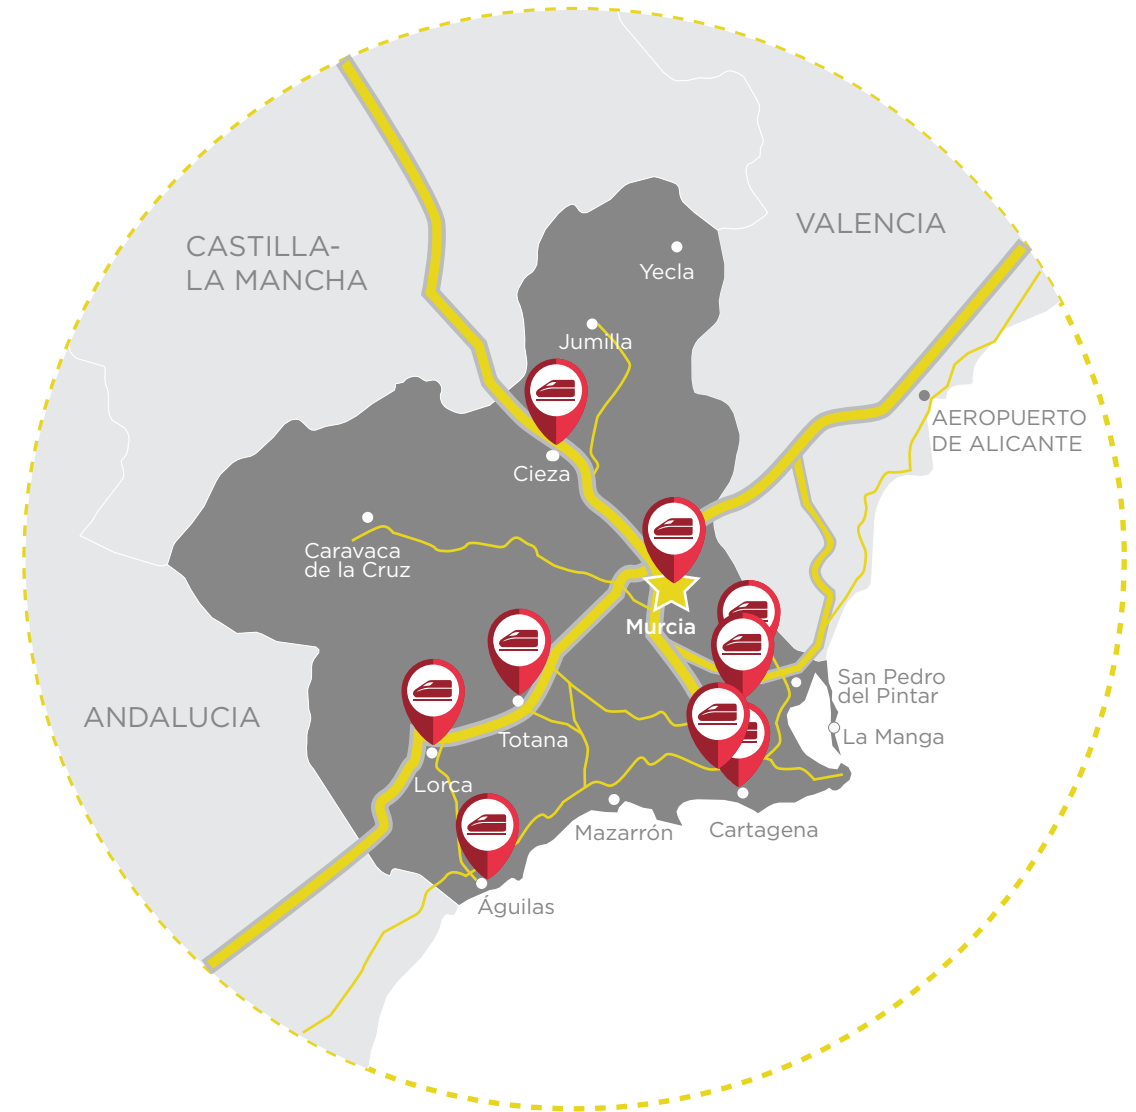 VALENCIA
CASTILLA-
LA MANCHA
Yecla
Jumilla
AEROPUERTO
DE ALICANTE
Cieza
Caravaca
de la Cruz
Murcia
San Pedro
del Pintar
ANDALUCIA
La Manga
Totana
Lorca
Mazarrón
Cartagena
Águilas